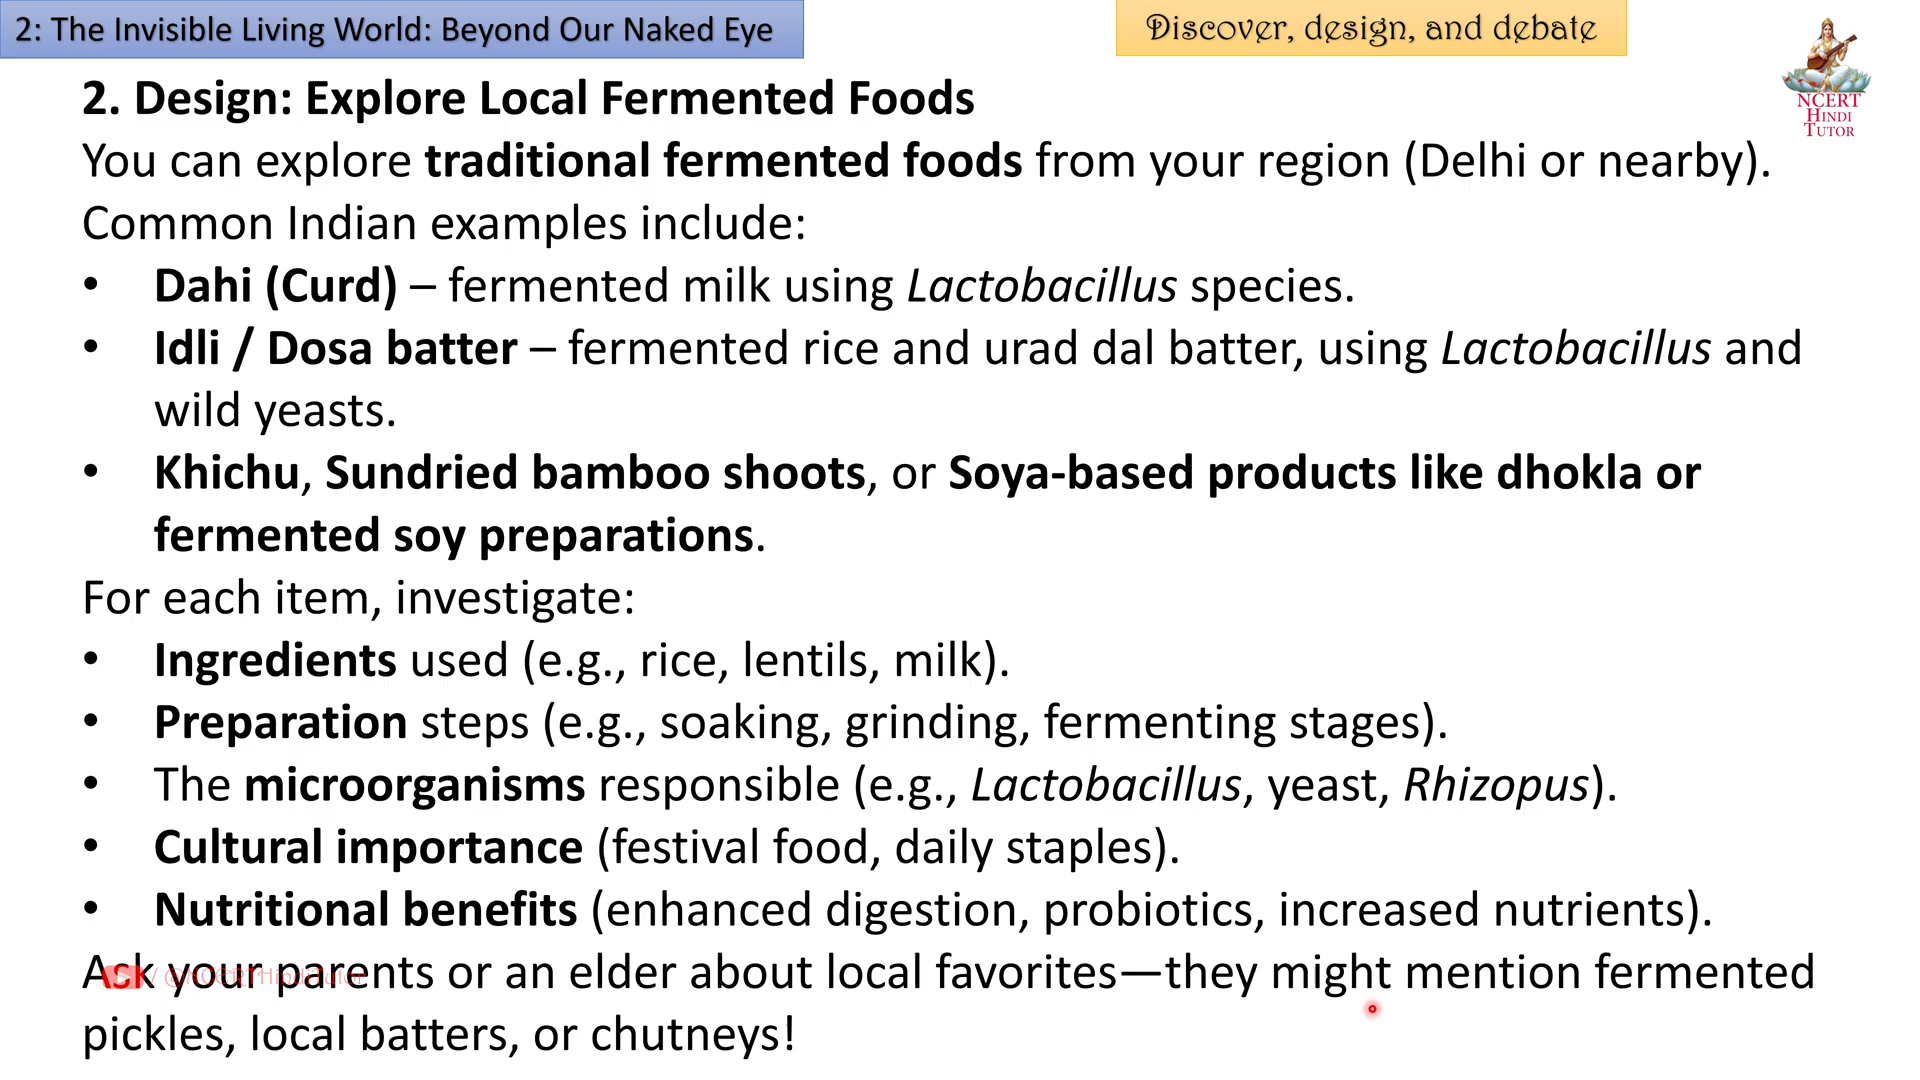 2: The Invisible Living World: Beyond Our Naked Eye
Discover, design, and debate
NCERT
HINDI
TUTOR
2. Design: Explore Local Fermented Foods
You can explore traditional fermented foods from your region (Delhi or nearby).
Common Indian examples include:
• Dahi (Curd) – fermented milk using Lactobacillus species.
• Idli / Dosa batter – fermented rice and urad dal batter, using Lactobacillus and
wild yeasts.
• Khichu, Sundried bamboo shoots, or Soya-based products like dhokla or
fermented soy preparations.
For each item, investigate:
• Ingredients used (e.g., rice, lentils, milk).
• Preparation steps (e.g., soaking, grinding, fermenting stages).
• The microorganisms responsible (e.g., Lactobacillus, yeast, Rhizopus).
• Cultural importance (festival food, daily staples).
• Nutritional benefits (enhanced digestion, probiotics, increased nutrients).
Ask your parents or an elder about local favorites—they might mention fermented
/ @NCERTHindiTutor
pickles, local batters, or chutneys!